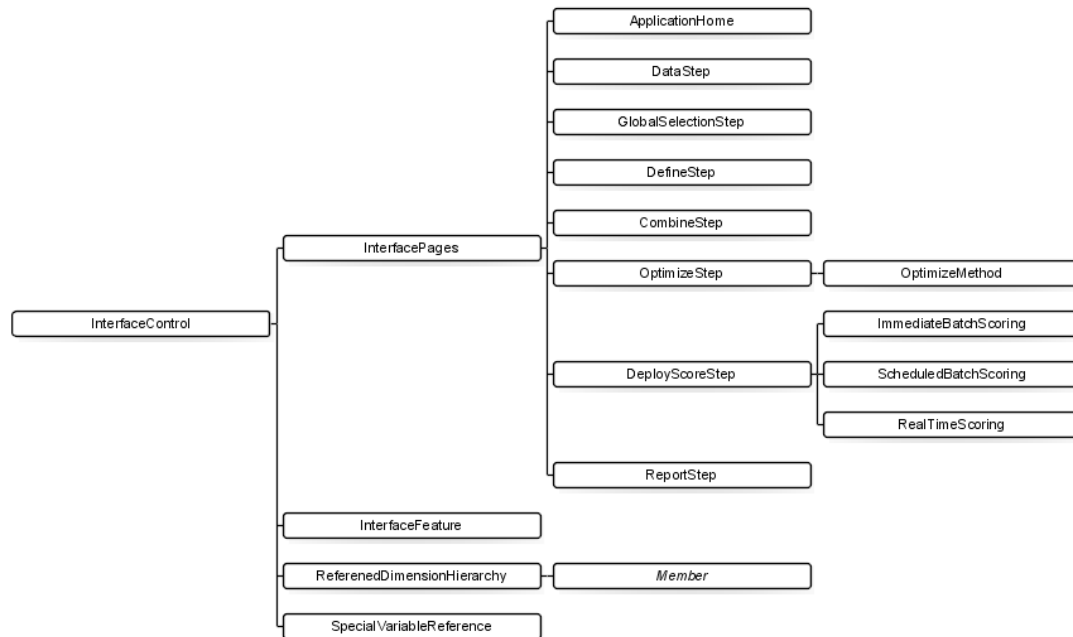 ApplicationHome
DataStep
GlobalSelectionStep
DefineStep
CombineStep
InterfacePages
OptimizeStep
OptimizeMethod
InterfaceControl
ImmediateBatchScoring
DeployScoreStep
ScheduledBatchScoring
RealTimeScoring
ReportStep
InterfaceFeature
ReferenedDimensionHierarchy
Member
SpecialVariableReference